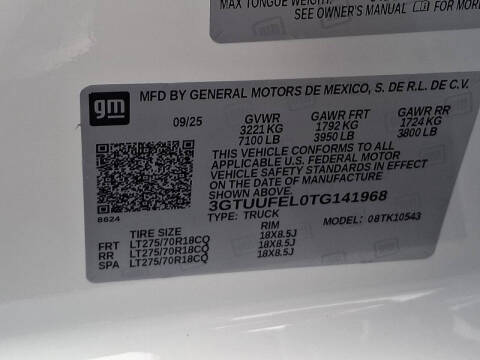 MAX TONGUE WEIGHT:
SEE OWNER'S MANUAL FOR MOR
gm
MFD BY GENERAL MOTORS DE MEXICO, S. DE R.L. DE C.V.
09/25 GVWR GAWR FRT GAWR RR
3221 KG 1792 KG 1724 KG
7100 LB 3950 LB 3800 LB
THIS VEHICLE CONFORMS TO ALL
APPLICABLE U.S. FEDERAL MOTOR
VEHICLE SAFETY STANDARDS IN
EFFECT ON THE DATE OF MANUFACTURE
SHOWN ABOVE.
3GTUUFEL0TG141968
8624 TYPE: TRUCK MODEL: 08TK10543
TIRE SIZE RIM
FRT LT275/70R18CQ 18X8.5J
RR LT275/70R18CQ 18X8.5J
SPA LT275/70R18CQ 18X8.5J